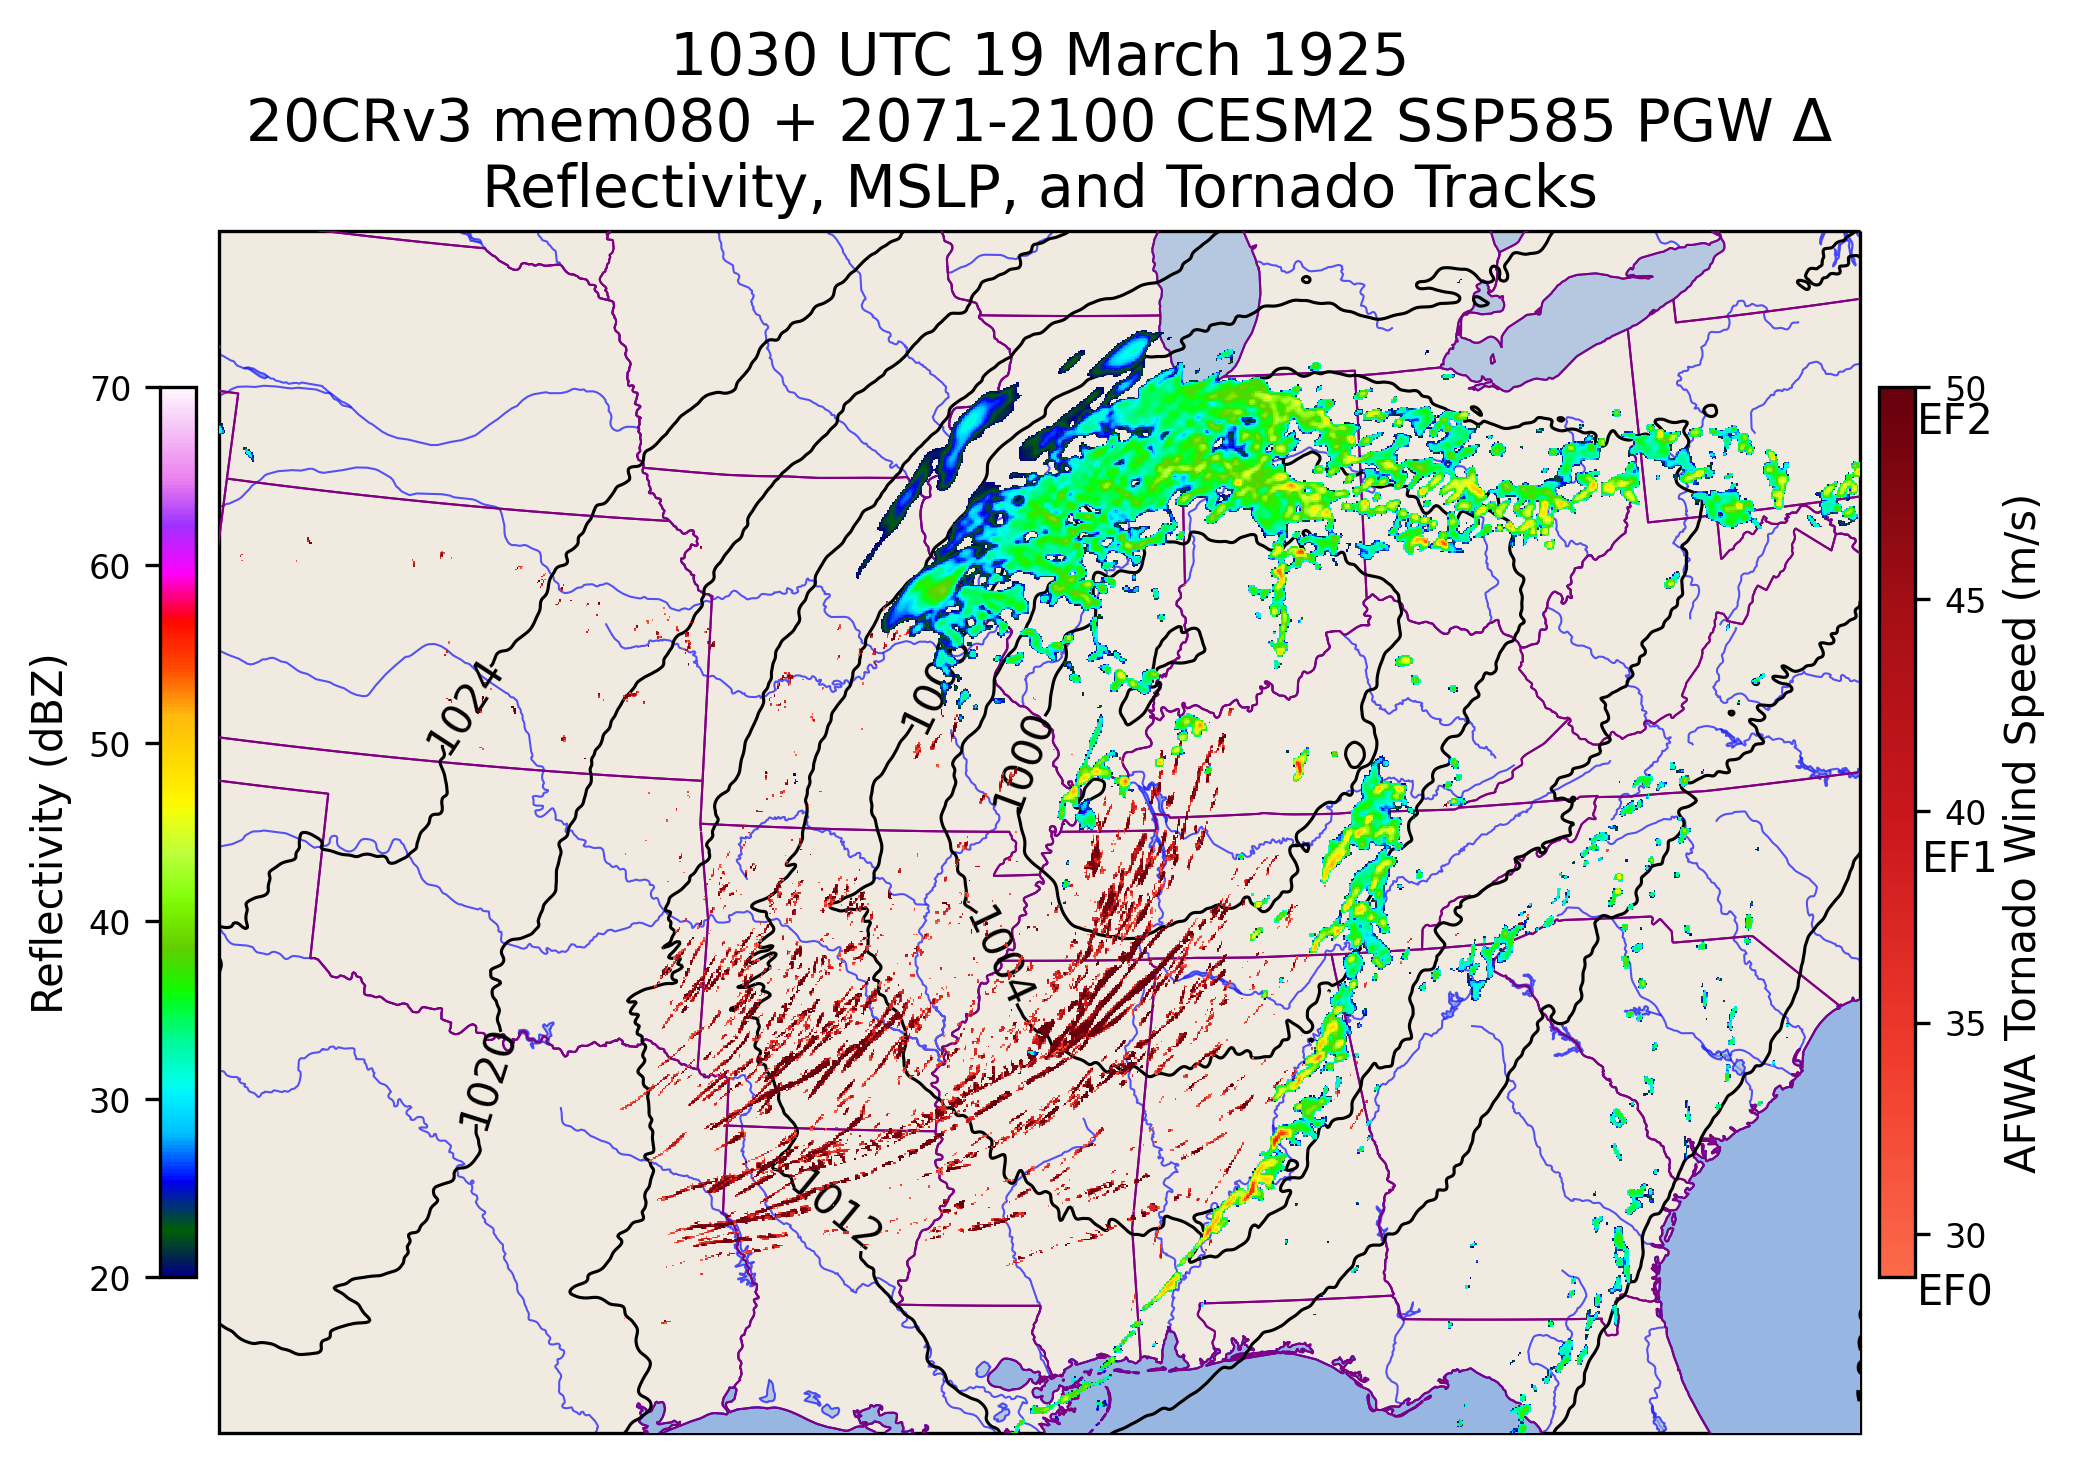 1030 UTC 19 March 1925
20CRv3 mem080 + 2071-2100 CESM2 SSP585 PGW Δ
Reflectivity, MSLP, and Tornado Tracks
70
60
50
40
30
20
Reflectivity (dBZ)
1024
1020
1012
1004
1000
50
EF2
45
40
EF1
35
30
EF0
AFWA Tornado Wind Speed (m/s)